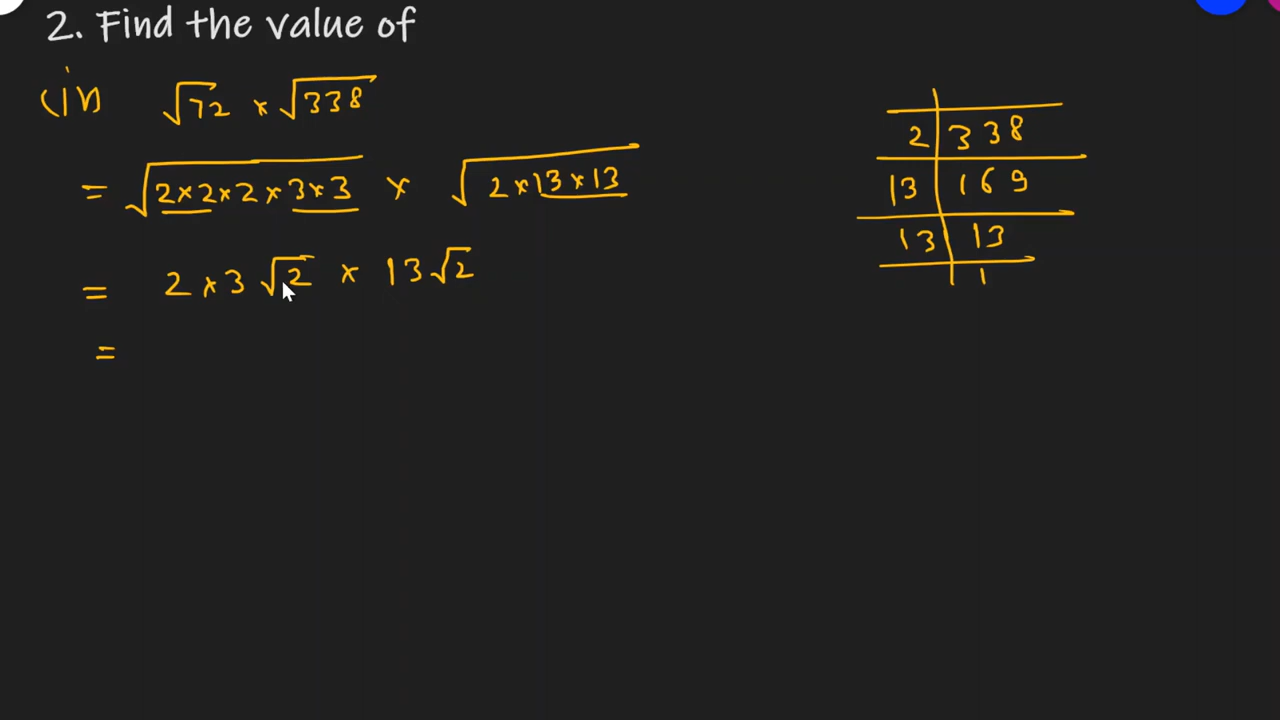 2. Find the value of
(ii) √72 × √338
= √2×2×2×3×3 × √2×13×13
= 2×3√2 × 13√2
=
2 | 338
13 | 169
13 | 13
| 1